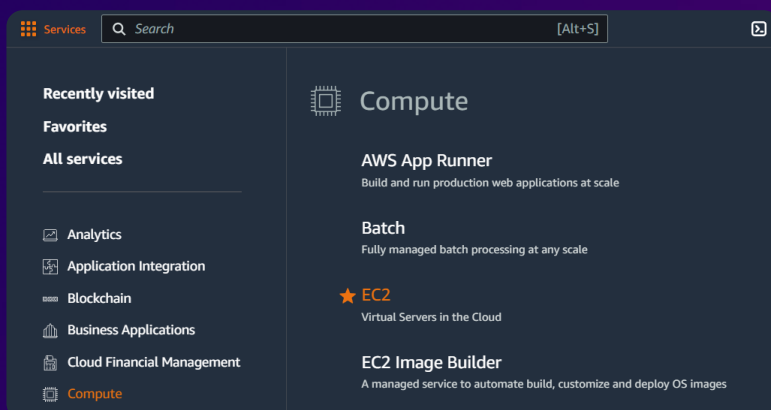 Services
Search [Alt+S]
Recently visited
Favorites
All services
Analytics
Application Integration
Blockchain
Business Applications
Cloud Financial Management
Compute
Compute
AWS App Runner
Build and run production web applications at scale
Batch
Fully managed batch processing at any scale
EC2
Virtual Servers in the Cloud
EC2 Image Builder
A managed service to automate build, customize and deploy OS images